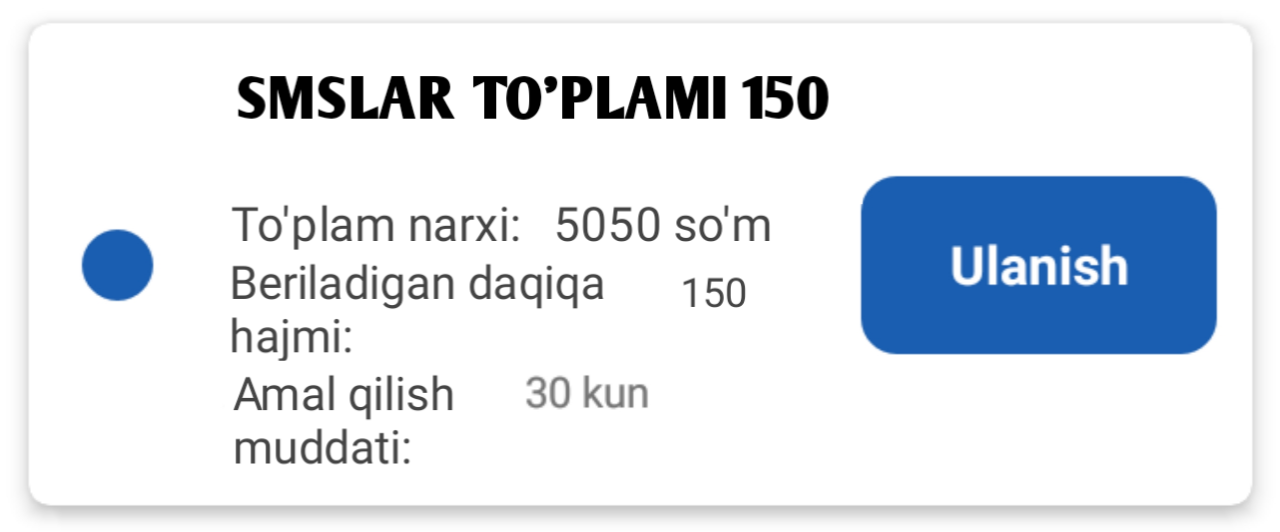 SMSLAR TO’PLAMI 150
To'plam narxi: 5050 so'm
Beriladigan daqiqa 150
hajmi:
Amal qilish 30 kun
muddati:
Ulanish